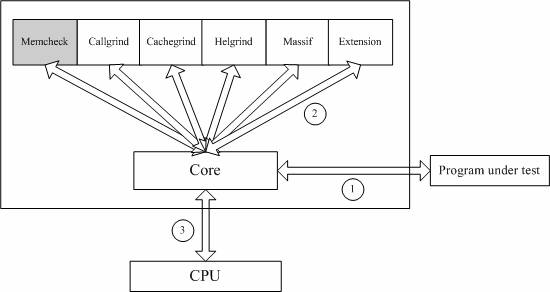 Memcheck Callgrind Cachegrind Helgrind Massif Extension
2
Core
Program under test
1
3
CPU